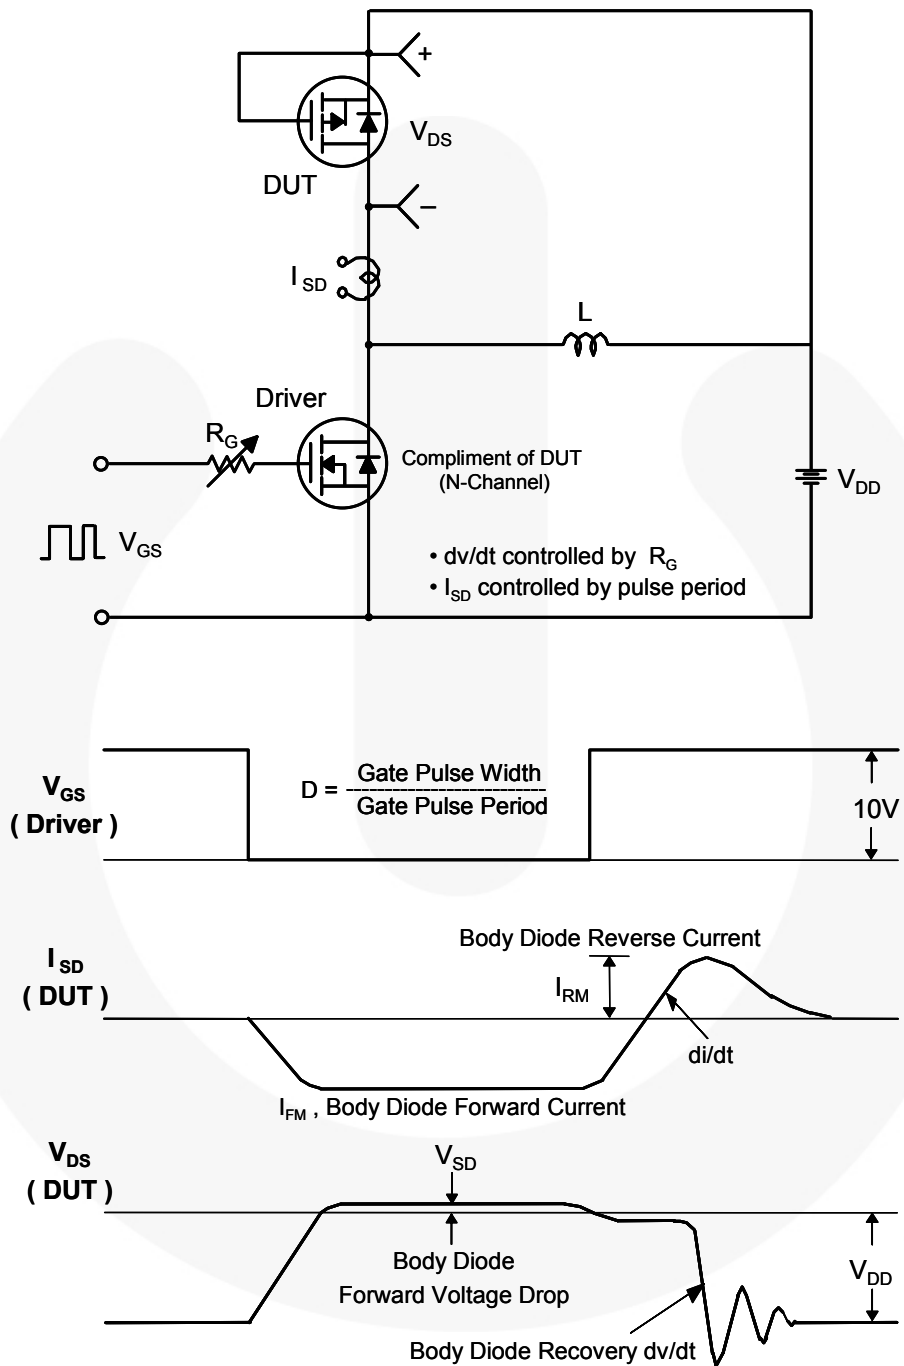 +
V_DS
DUT
−
I_SD
L
Driver
R_G
Compliment of DUT
(N-Channel)
V_DD
V_GS
• dv/dt controlled by R_G
• I_SD controlled by pulse period
V_GS
( Driver )
D = Gate Pulse Width
Gate Pulse Period
10V
I_SD
( DUT )
Body Diode Reverse Current
I_RM
di/dt
I_FM , Body Diode Forward Current
V_DS
( DUT )
V_SD
Body Diode
Forward Voltage Drop
V_DD
Body Diode Recovery dv/dt